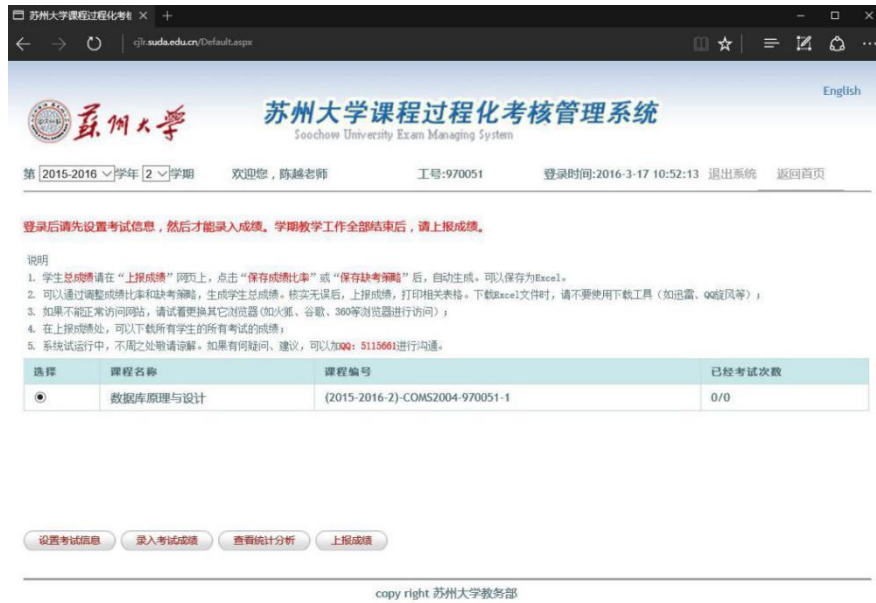 苏州大学课程过程化考核 × +
cjlr.suda.edu.cn/Default.aspx
English
苏州大学
苏州大学课程过程化考核管理系统
Soochow University Exam Managing System
第 2015-2016 学年 2 学期 欢迎您，陈越老师 工号:970051 登录时间:2016-3-17 10:52:13 退出系统 返回首页
登录后请先设置考试信息，然后才能录入成绩。学期教学工作全部结束后，请上报成绩。
说明
1. 学生总成绩请在“上报成绩”网页上，点击“保存成绩比率”或“保存缺考策略”后，自动生成。可以保存为Excel。
2. 可以通过调整成绩比率和缺考策略，生成学生总成绩。核实无误后，上报成绩，打印相关表格。下载Excel文件时，请不要使用下载工具（如迅雷、QQ旋风等）；
3. 如果不能正常访问网站，请试着更换其它浏览器(如火狐、谷歌、360等浏览器进行访问)；
4. 在上报成绩处，可以下载所有学生的所有考试的成绩；
5. 系统试运行中，不周之处敬请谅解。如果有何疑问、建议，可以加QQ：5115661进行沟通。
选择 课程名称 课程编号 已经考试次数
数据库原理与设计 (2015-2016-2)-COMS2004-970051-1 0/0
设置考试信息 录入考试成绩 查看统计分析 上报成绩
copy right 苏州大学教务部